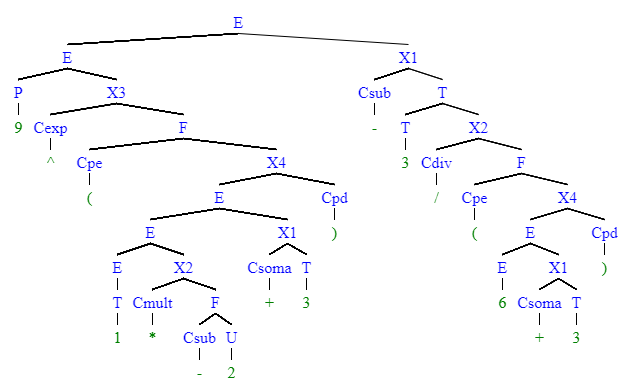 E
E X1
P X3 Csub T
9 Cexp F - T X2
^ Cpe X4 3 Cdiv F
( E Cpd / Cpe X4
E X1 ) ( E Cpd
E X2 Csoma T E X1 )
T Cmult F + 3 6 Csoma T
1 * Csub U + 3
- 2